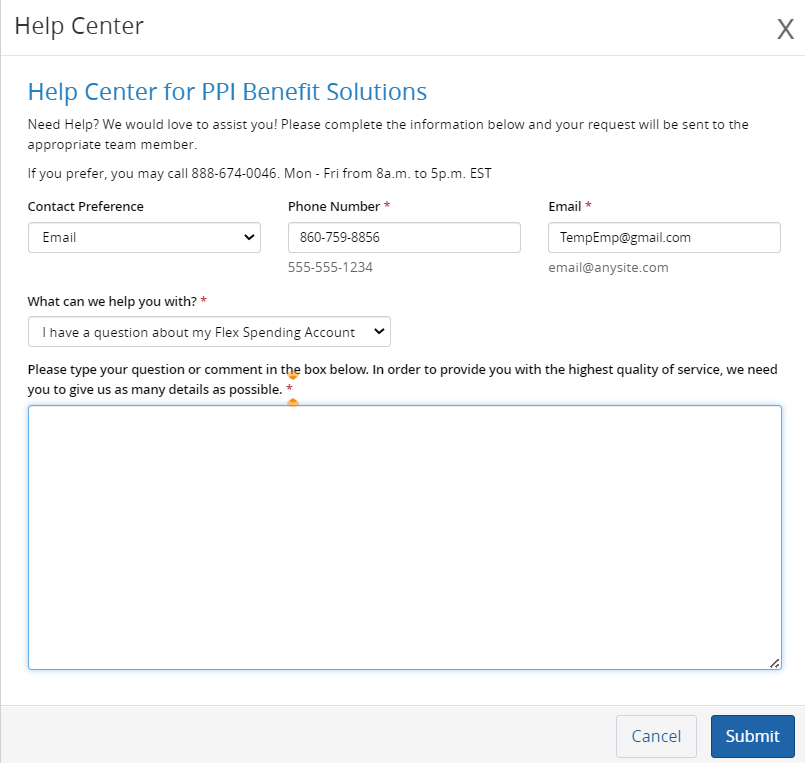 Help Center
X
Help Center for PPI Benefit Solutions
Need Help? We would love to assist you! Please complete the information below and your request will be sent to the
appropriate team member.
If you prefer, you may call 888-674-0046. Mon - Fri from 8a.m. to 5p.m. EST
Contact Preference
Phone Number *
Email *
Email
860-759-8856
TempEmp@gmail.com
555-555-1234
email@anysite.com
What can we help you with? *
I have a question about my Flex Spending Account
Please type your question or comment in the box below. In order to provide you with the highest quality of service, we need
you to give us as many details as possible. *
Cancel
Submit